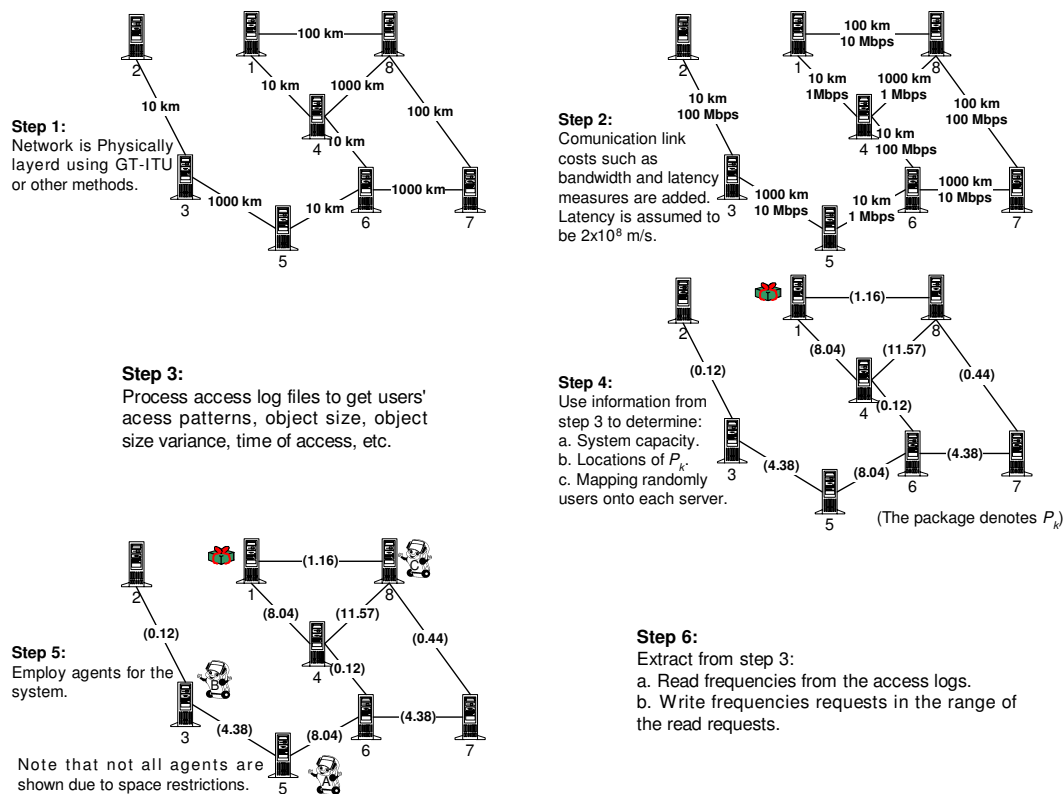 100 km
1
8
2
10 km
1000 km
10 km
100 km
Step 1:
Network is Physically
layerd using GT-ITU
or other methods.
4
10 km
3
1000 km
10 km
6
1000 km
7
5
100 km
10 Mbps
1
8
2
10 km
1Mbps
1000 km
1 Mbps
10 km
100 Mbps
100 km
100 Mbps
Step 2:
Comunication link
costs such as
bandwidth and latency
measures are added.
Latency is assumed to
be 2x10⁸ m/s.
4
10 km
100 Mbps
3
1000 km
10 Mbps
10 km
1 Mbps
6
1000 km
10 Mbps
7
5
Step 3:
Process access log files to get users'
acess patterns, object size, object
size variance, time of access, etc.
(1.16)
1
8
2
(8.04)
(11.57)
(0.12)
(0.44)
Step 4:
Use information from
step 3 to determine:
a. System capacity.
b. Locations of Pk.
c. Mapping randomly
users onto each server.
4
(0.12)
3
(4.38)
(8.04)
6
(4.38)
7
5
(The package denotes Pk)
(1.16)
C
1
8
2
(8.04)
(11.57)
(0.12)
(0.44)
Step 5:
Employ agents for the
system.
B
4
(0.12)
3
(4.38)
(8.04)
6
(4.38)
7
5
A
Note that not all agents are
shown due to space restrictions.
Step 6:
Extract from step 3:
a. Read frequencies from the access logs.
b. Write frequencies requests in the range of
the read requests.